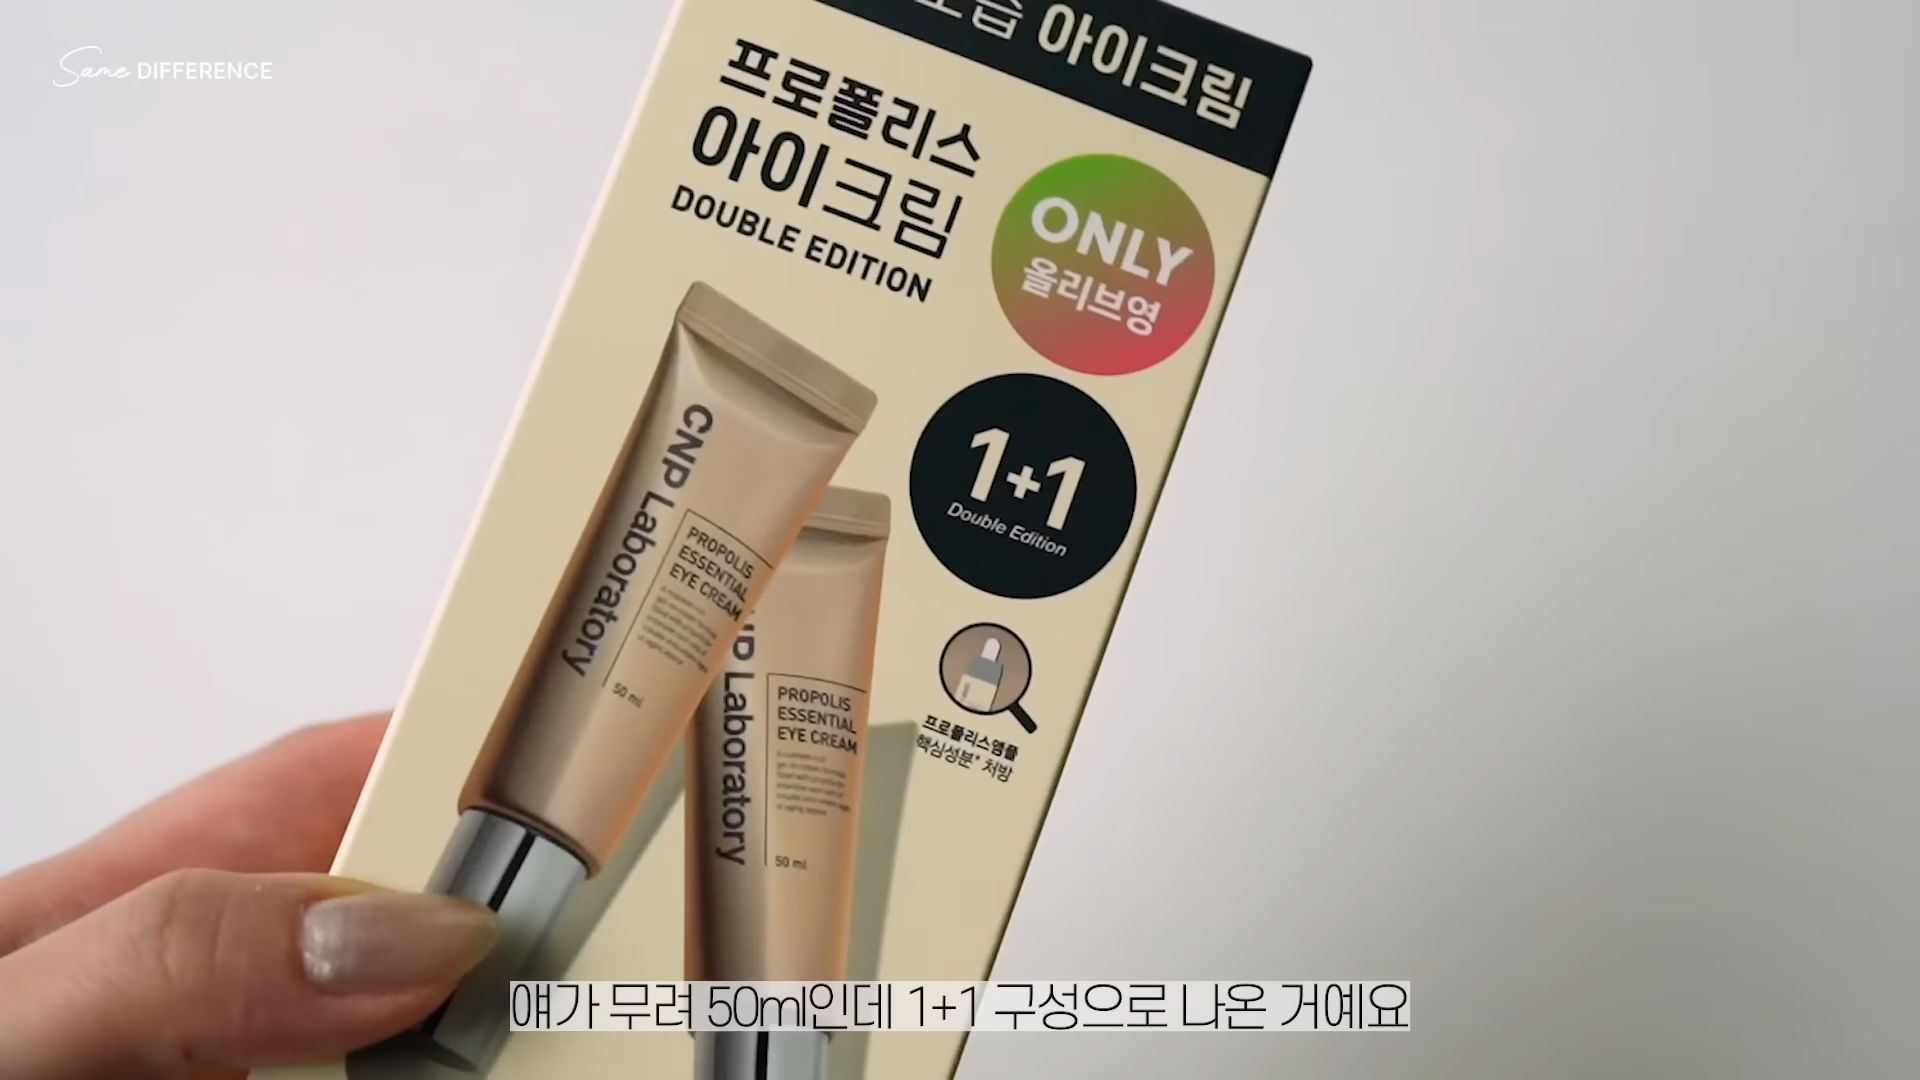 Same DIFFERENCE
아이크림
프로폴리스
아이크림
DOUBLE EDITION
ONLY
올리브영
1+1
Double Edition
CNP Laboratory
PROPOLIS
ESSENTIAL
EYE CREAM
50 ml
Laboratory
PROPOLIS
ESSENTIAL
EYE CREAM
50 ml
프로폴리스앰플
핵심성분* 처방
얘가 무려 50ml인데 1+1 구성으로 나온 거예요